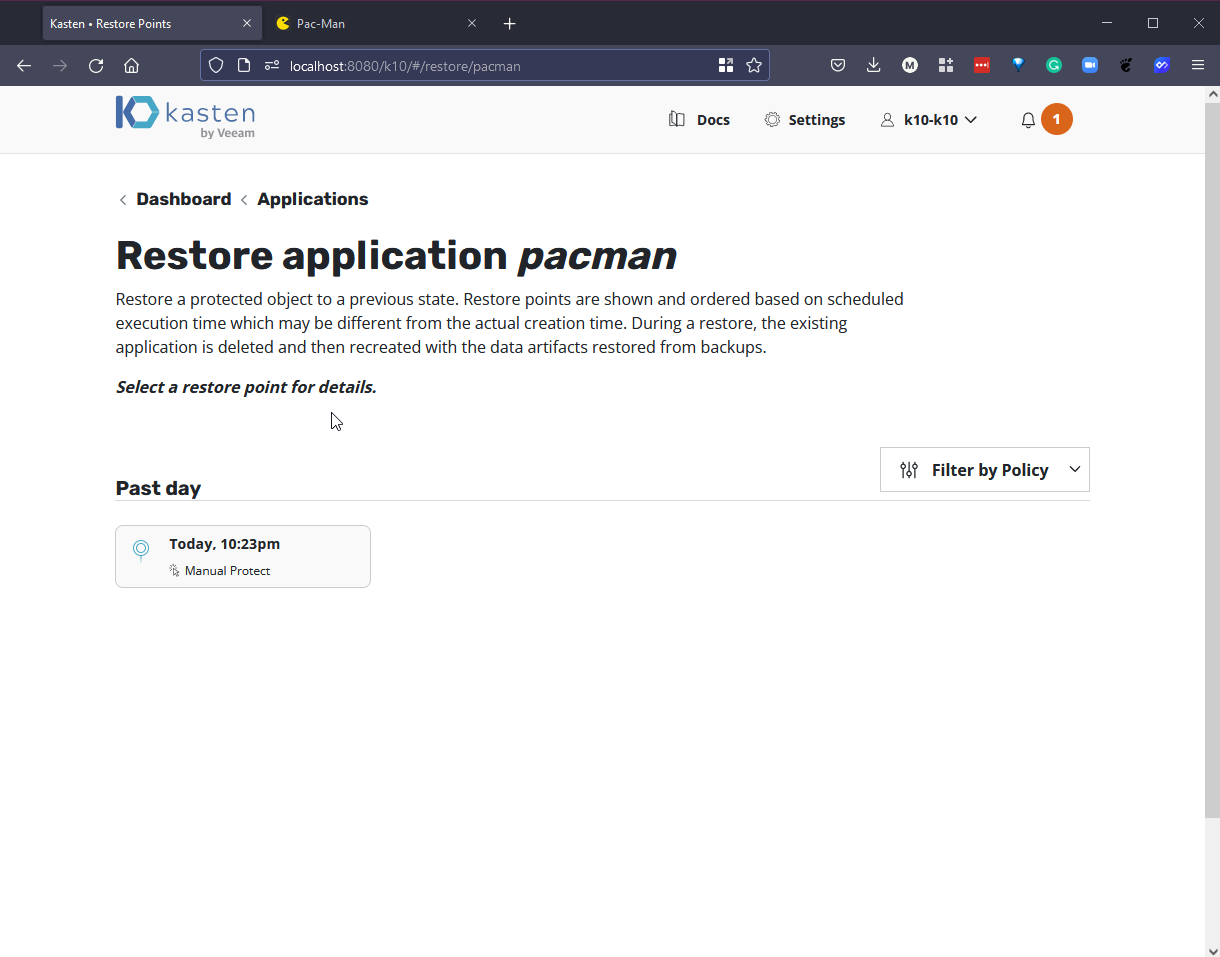 Kasten • Restore Points
Pac-Man
localhost:8080/k10/#/restore/pacman
M
G
kasten
by Veeam
Docs
Settings
k10-k10
1
Dashboard
Applications
Restore application pacman
Restore a protected object to a previous state. Restore points are shown and ordered based on scheduled
execution time which may be different from the actual creation time. During a restore, the existing
application is deleted and then recreated with the data artifacts restored from backups.
Select a restore point for details.
Filter by Policy
Past day
Today, 10:23pm
Manual Protect